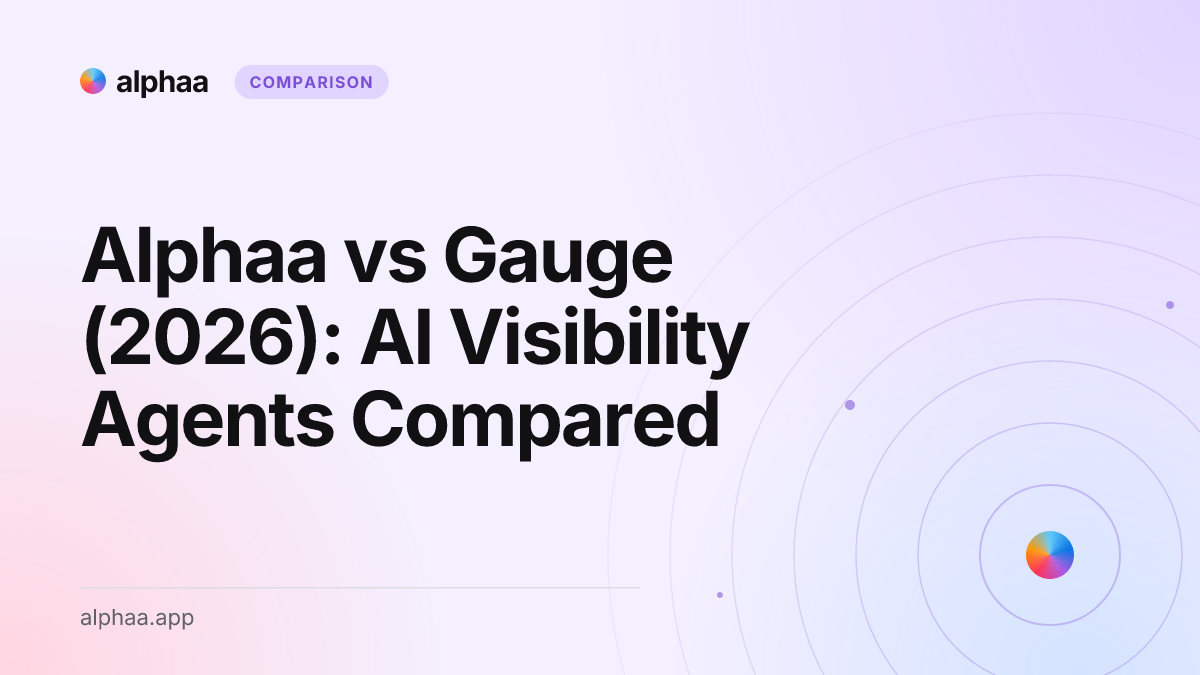 alphaa
COMPARISON
Alphaa vs Gauge
(2026): AI Visibility
Agents Compared
alphaa.app